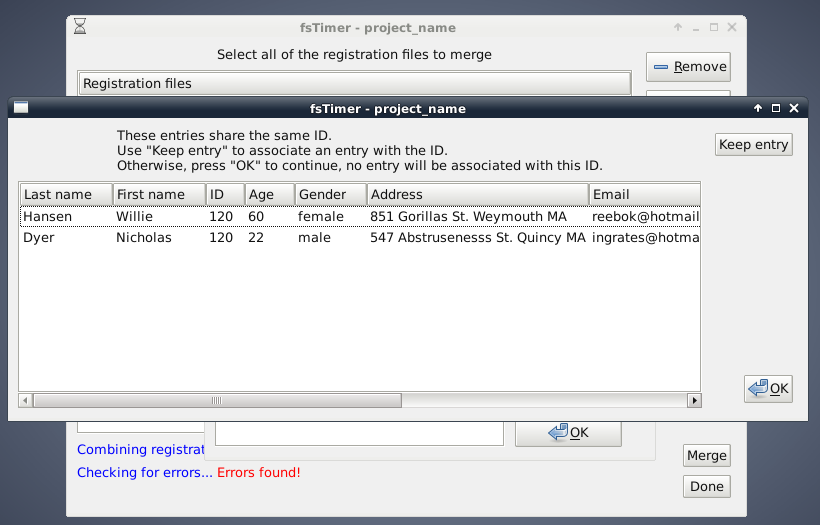 fsTimer - project_name
Select all of the registration files to merge
Remove
Registration files
fsTimer - project_name
These entries share the same ID.
Use "Keep entry" to associate an entry with the ID.
Otherwise, press "OK" to continue, no entry will be associated with this ID.
Keep entry
Last name First name ID Age Gender Address Email
Hansen Willie 120 60 female 851 Gorillas St. Weymouth MA reebok@hotmail
Dyer Nicholas 120 22 male 547 Abstrusenesss St. Quincy MA ingrates@hotma
OK
OK
Combining registrat
Merge
Checking for errors... Errors found!
Done